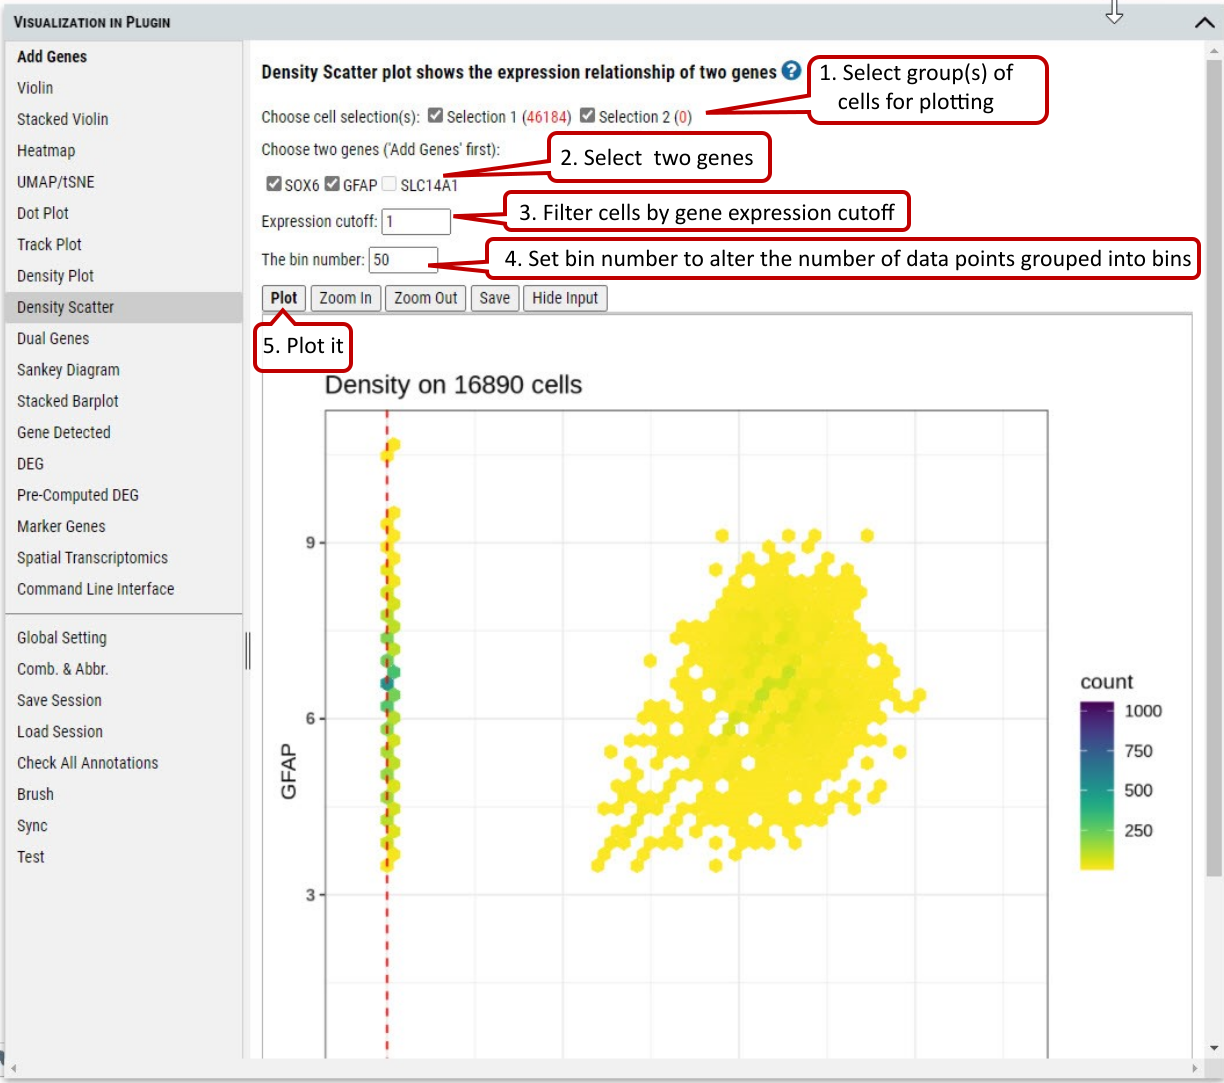 VISUALIZATION IN PLUGIN
Add Genes
Violin
Stacked Violin
Heatmap
UMAP/tSNE
Dot Plot
Track Plot
Density Plot
Density Scatter
Dual Genes
Sankey Diagram
Stacked Barplot
Gene Detected
DEG
Pre-Computed DEG
Marker Genes
Spatial Transcriptomics
Command Line Interface
Global Setting
Comb. & Abbr.
Save Session
Load Session
Check All Annotations
Brush
Sync
Test
Density Scatter plot shows the expression relationship of two genes ?
1. Select group(s) of
cells for plotting
Choose cell selection(s): Selection 1 (46184) Selection 2 (0)
Choose two genes ('Add Genes' first):
2. Select two genes
SOX6 GFAP SLC14A1
Expression cutoff: 1
3. Filter cells by gene expression cutoff
The bin number: 50
4. Set bin number to alter the number of data points grouped into bins
Plot Zoom In Zoom Out Save Hide Input
5. Plot it
Density on 16890 cells
9
6
3
GFAP
count
1000
750
500
250